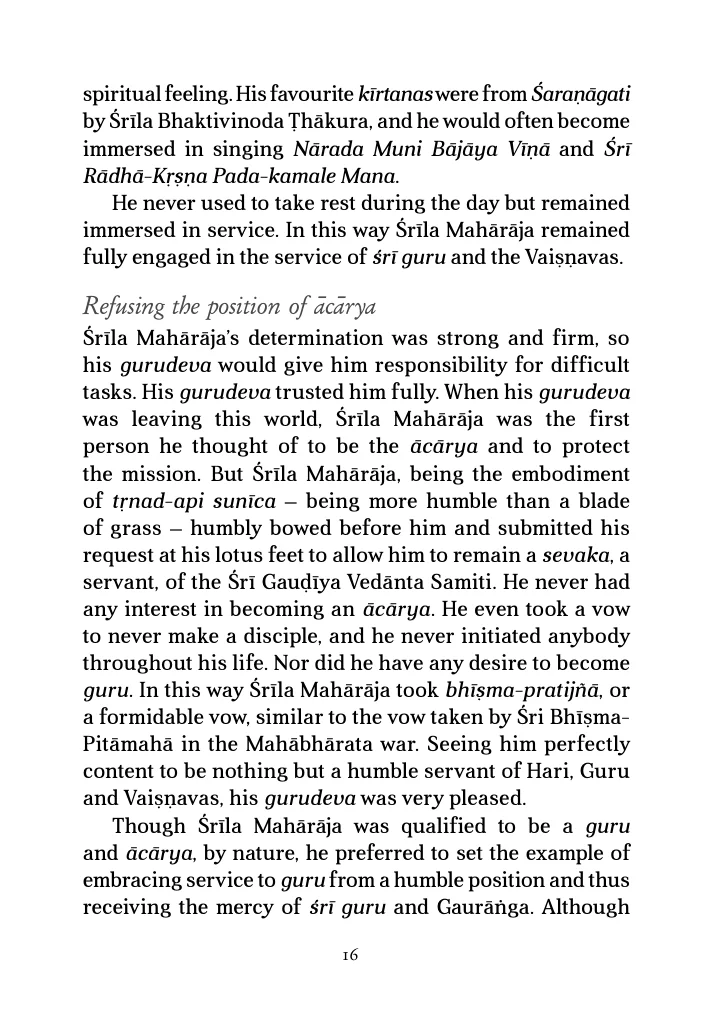 spiritual feeling. His favourite kīrtanas were from Śaraṇāgati
by Śrīla Bhaktivinoda Ṭhākura, and he would often become
immersed in singing Nārada Muni Bājāya Vīṇā and Śrī
Rādhā-Kṛṣṇa Pada-kamale Mana.
He never used to take rest during the day but remained
immersed in service. In this way Śrīla Mahārāja remained
fully engaged in the service of śrī guru and the Vaiṣṇavas.
Refusing the position of ācārya
Śrīla Mahārāja’s determination was strong and firm, so
his gurudeva would give him responsibility for difficult
tasks. His gurudeva trusted him fully. When his gurudeva
was leaving this world, Śrīla Mahārāja was the first
person he thought of to be the ācārya and to protect
the mission. But Śrīla Mahārāja, being the embodiment
of tṛnad-api sunīca – being more humble than a blade
of grass – humbly bowed before him and submitted his
request at his lotus feet to allow him to remain a sevaka, a
servant, of the Śrī Gauḍīya Vedānta Samiti. He never had
any interest in becoming an ācārya. He even took a vow
to never make a disciple, and he never initiated anybody
throughout his life. Nor did he have any desire to become
guru. In this way Śrīla Mahārāja took bhīṣma-pratijñā, or
a formidable vow, similar to the vow taken by Śri Bhīṣma-
Pitāmahā in the Mahābhārata war. Seeing him perfectly
content to be nothing but a humble servant of Hari, Guru
and Vaiṣṇavas, his gurudeva was very pleased.
Though Śrīla Mahārāja was qualified to be a guru
and ācārya, by nature, he preferred to set the example of
embracing service to guru from a humble position and thus
receiving the mercy of śrī guru and Gaurāṅga. Although
16